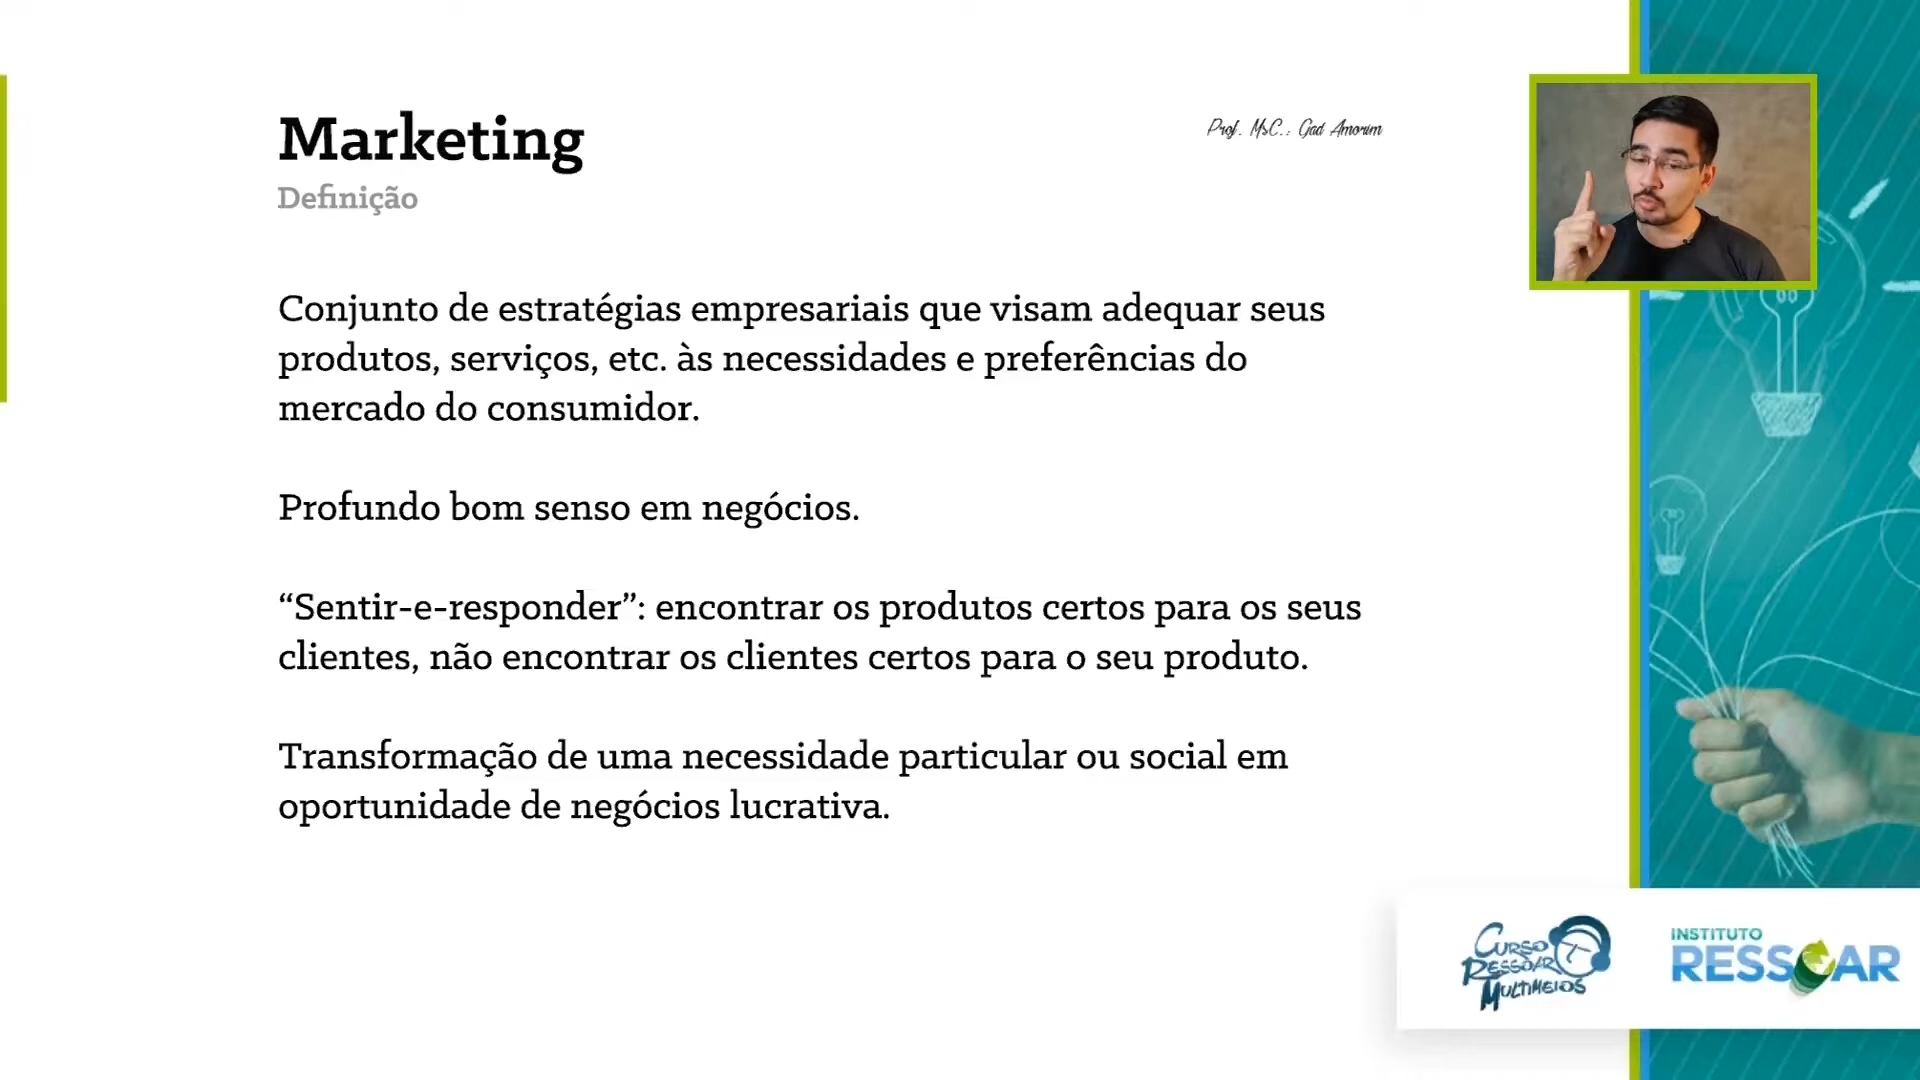 Marketing
Prof. MsC.: Gad Amorim
Definição
Conjunto de estratégias empresariais que visam adequar seus
produtos, serviços, etc. às necessidades e preferências do
mercado do consumidor.
Profundo bom senso em negócios.
“Sentir-e-responder”: encontrar os produtos certos para os seus
clientes, não encontrar os clientes certos para o seu produto.
Transformação de uma necessidade particular ou social em
oportunidade de negócios lucrativa.
CURSO
RESSOAR
MULTIMEIOS
INSTITUTO
RESSOAR